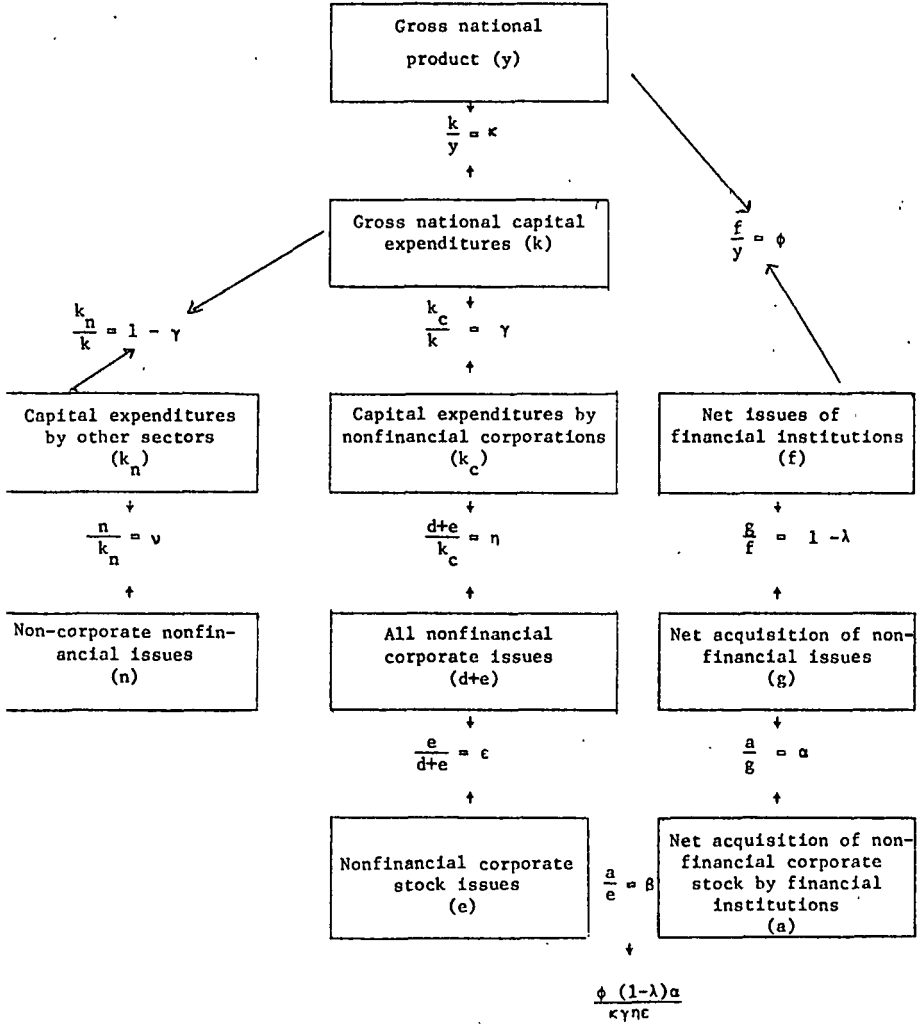 Gross national
product (y)
k/y = κ
Gross national capital
expenditures (k)
f/y = φ
k_n/k = 1 - γ
k_c/k = γ
Capital expenditures
by other sectors
(k_n)
Capital expenditures by
nonfinancial corporations
(k_c)
Net issues of
financial institutions
(f)
n/k_n = ν
d+e/k_c = η
g/f = 1 -λ
Non-corporate nonfin-
ancial issues
(n)
All nonfinancial
corporate issues
(d+e)
Net acquisition of non-
financial issues
(g)
e/d+e = ε
a/g = α
Nonfinancial corporate
stock issues
(e)
a/e = β
Net acquisition of non-
financial corporate
stock by financial
institutions
(a)
φ (1-λ)α/κγηε